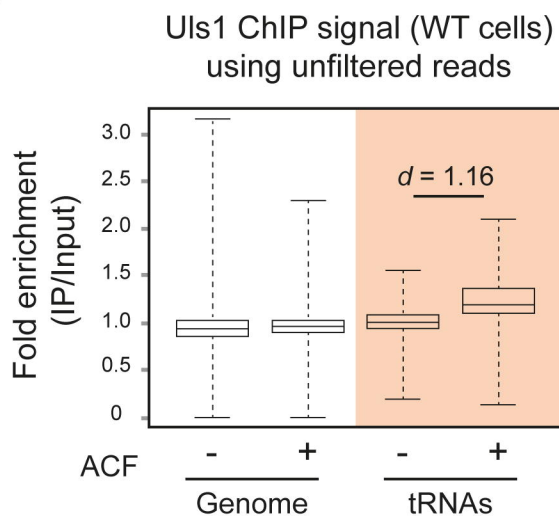 Uls1 ChIP signal (WT cells)
using unfiltered reads
Fold enrichment
(IP/Input)
3.0
2.5
2.0
1.5
1.0
0.5
0
d = 1.16
ACF - + - +
Genome tRNAs